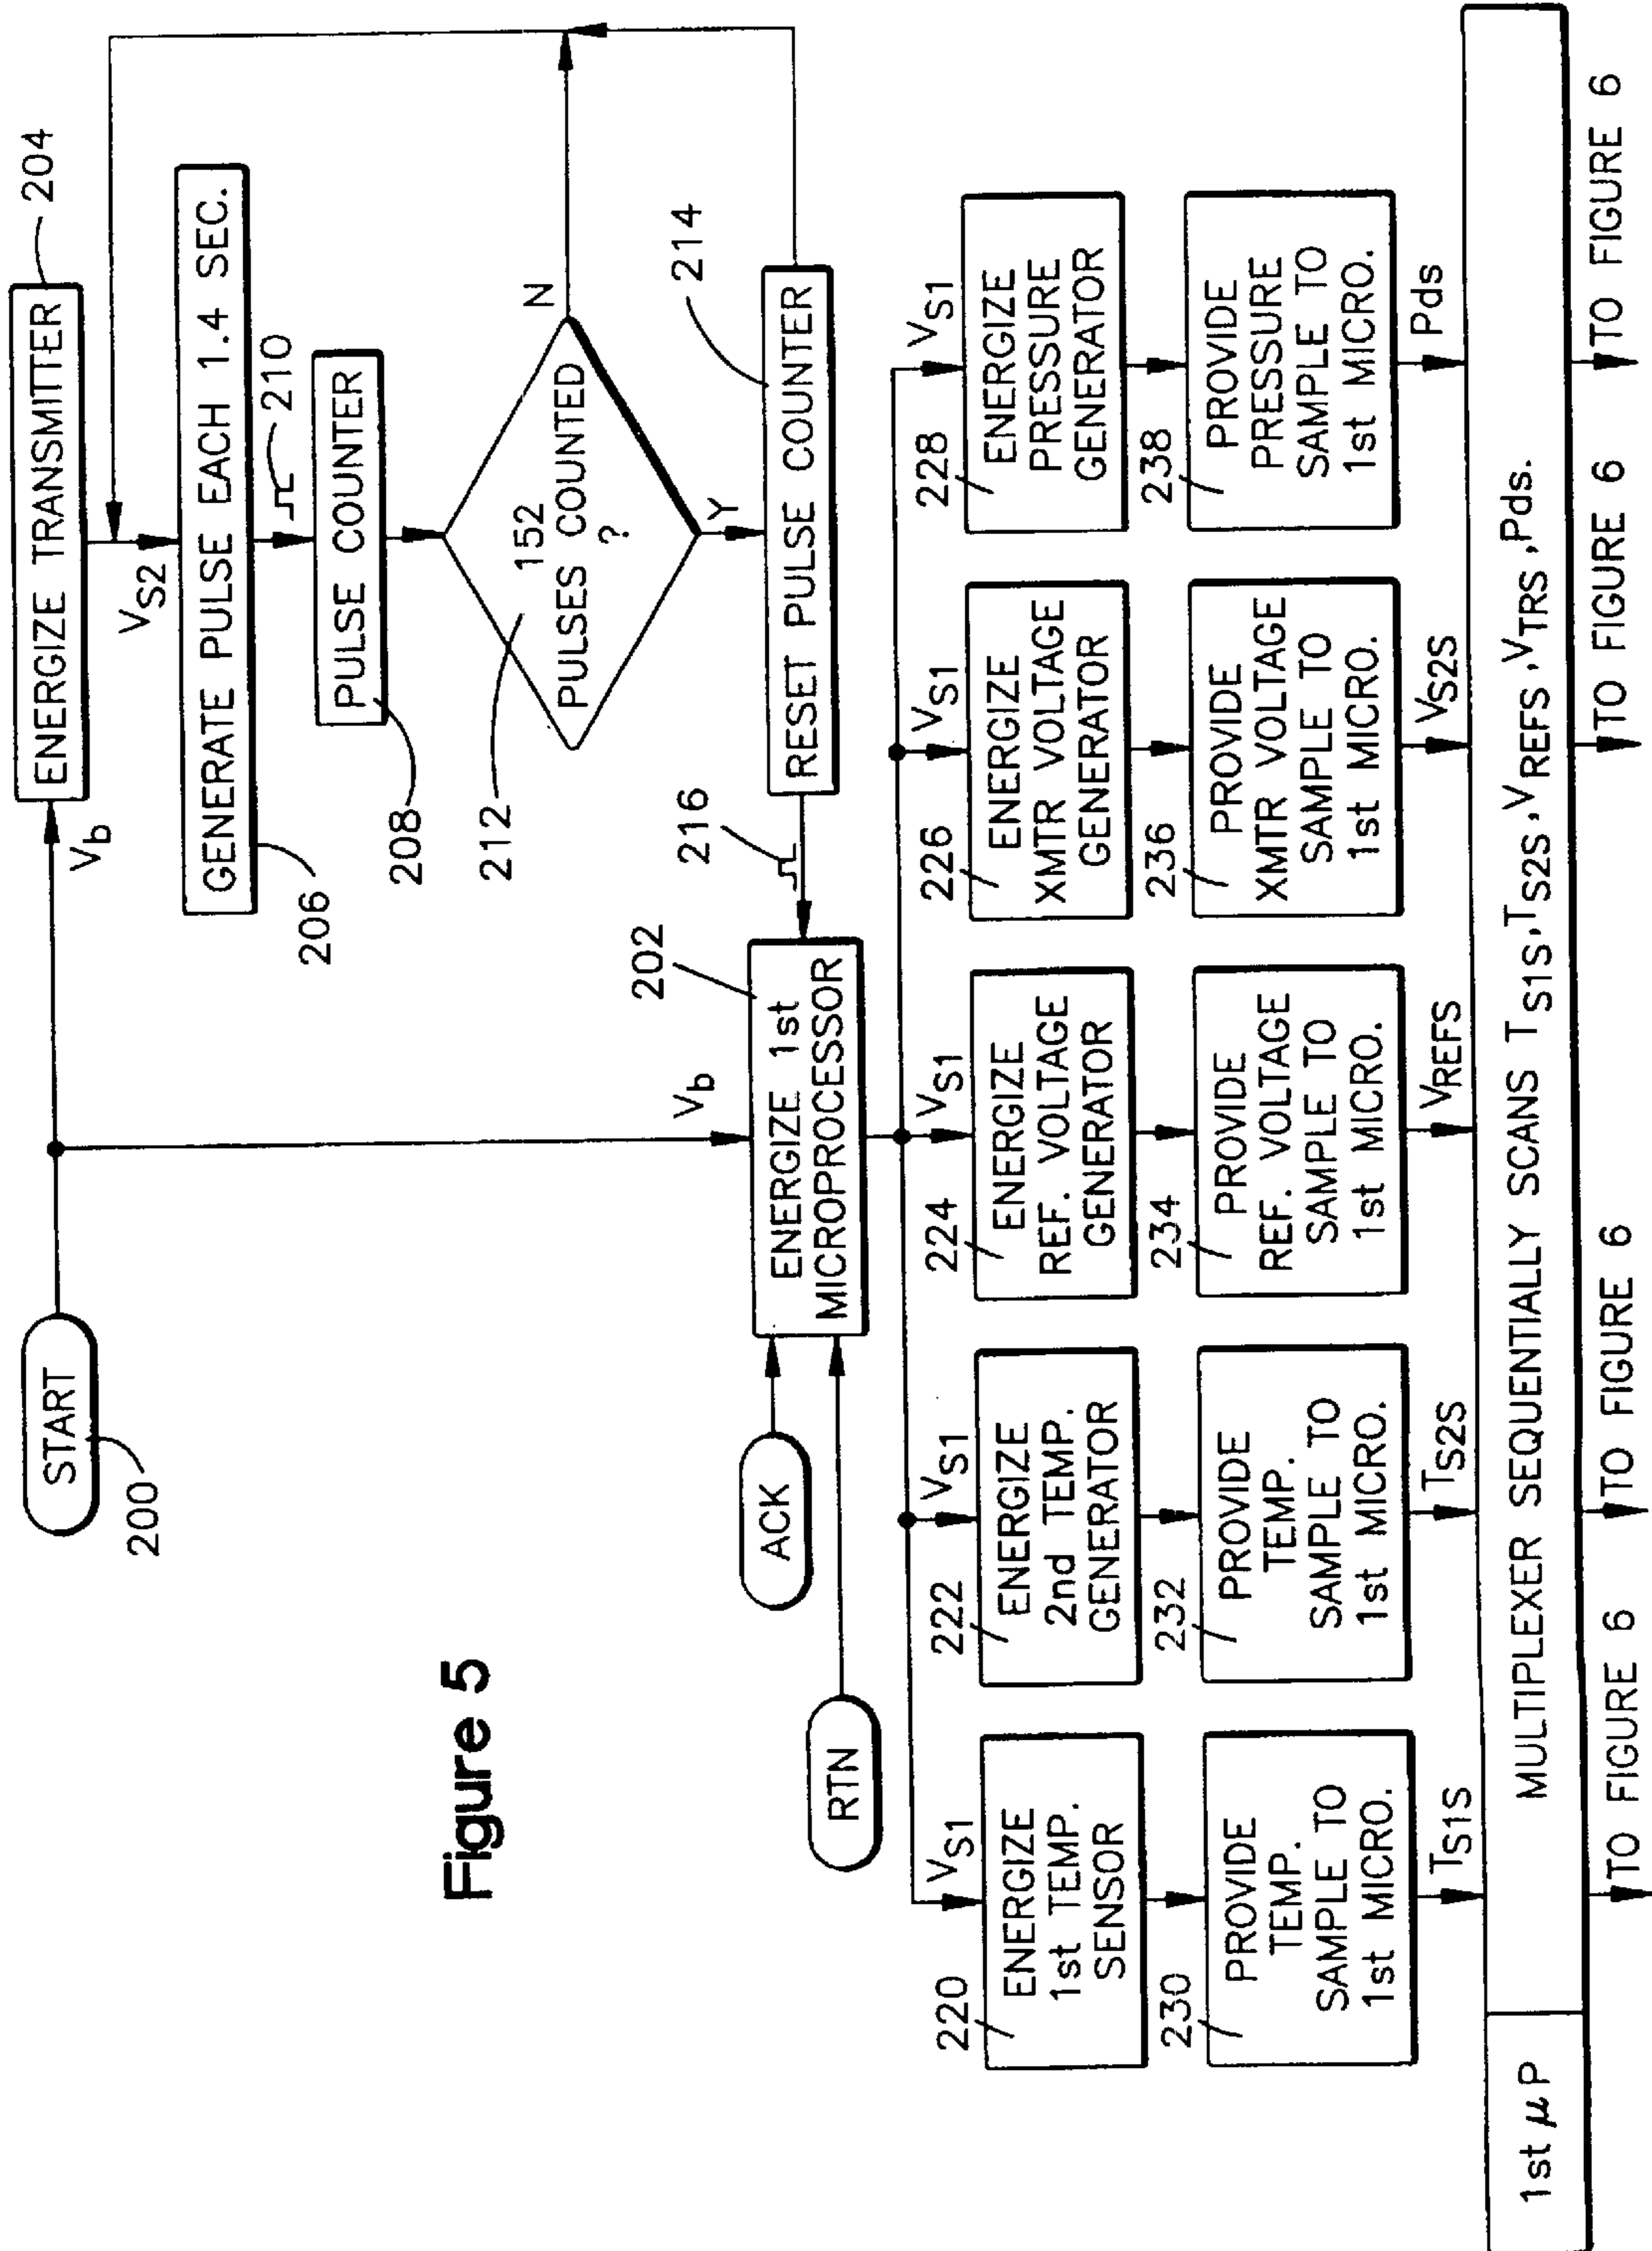 START
200
V_b
ENERGIZE TRANSMITTER
204
V_S2
GENERATE PULSE EACH 1.4 SEC.
206
210
PULSE COUNTER
208
152
PULSES COUNTED
?
212
N
Y
RESET PULSE COUNTER
214
216
V_b
202
ENERGIZE 1st
MICROPROCESSOR
ACK
RTN
Figure 5
V_S1
220
ENERGIZE
1st TEMP.
SENSOR
V_S1
222
ENERGIZE
2nd TEMP.
GENERATOR
V_S1
224
ENERGIZE
REF. VOLTAGE
GENERATOR
V_S1
226
ENERGIZE
XMTR VOLTAGE
GENERATOR
V_S1
228
ENERGIZE
PRESSURE
GENERATOR
230
PROVIDE
TEMP.
SAMPLE TO
1st MICRO.
T_S1S
232
PROVIDE
TEMP.
SAMPLE TO
1st MICRO.
T_S2S
234
PROVIDE
REF. VOLTAGE
SAMPLE TO
1st MICRO.
V_REFS
236
PROVIDE
XMTR VOLTAGE
SAMPLE TO
1st MICRO.
V_S2S
238
PROVIDE
PRESSURE
SAMPLE TO
1st MICRO.
Pds
1st μP
MULTIPLEXER SEQUENTIALLY SCANS T_S1S,T_S2S,V_REFS,V_TRS,Pds.
TO FIGURE 6
TO FIGURE 6
TO FIGURE 6
TO FIGURE 6